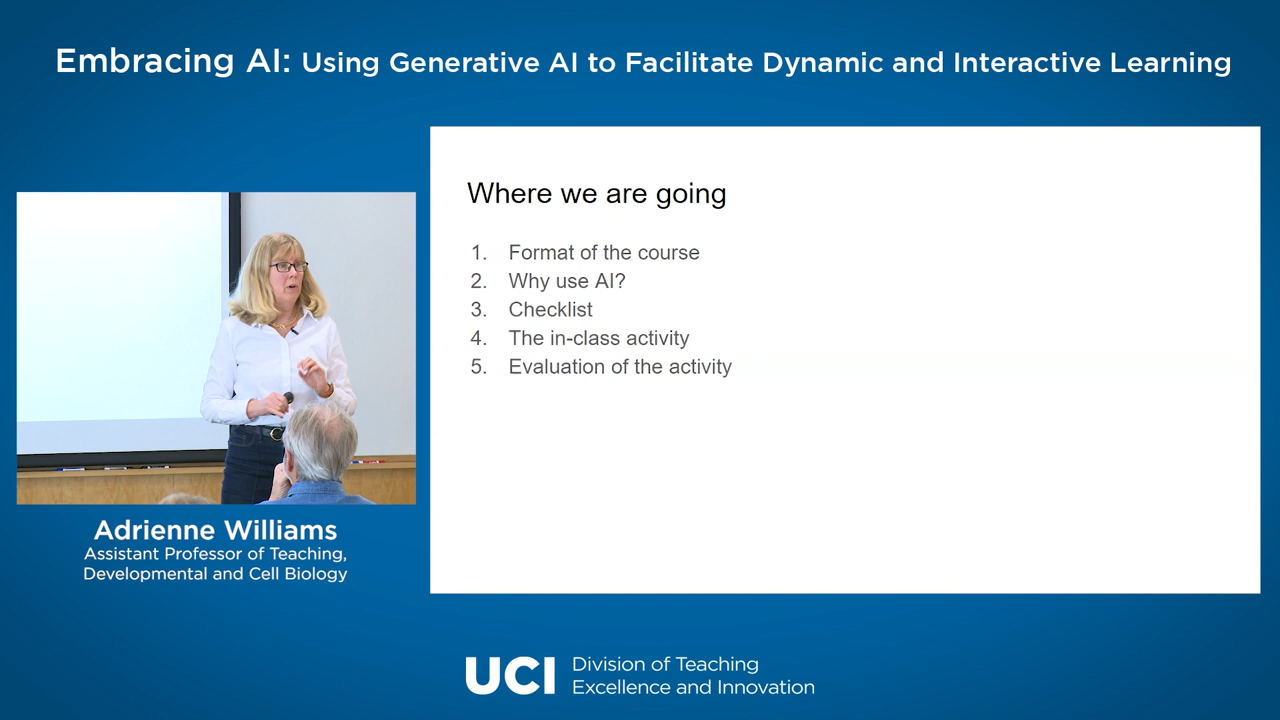 Embracing AI: Using Generative AI to Facilitate Dynamic and Interactive Learning
Where we are going
1. Format of the course
2. Why use AI?
3. Checklist
4. The in-class activity
5. Evaluation of the activity
Adrienne Williams
Assistant Professor of Teaching,
Developmental and Cell Biology
UCI Division of Teaching
Excellence and Innovation